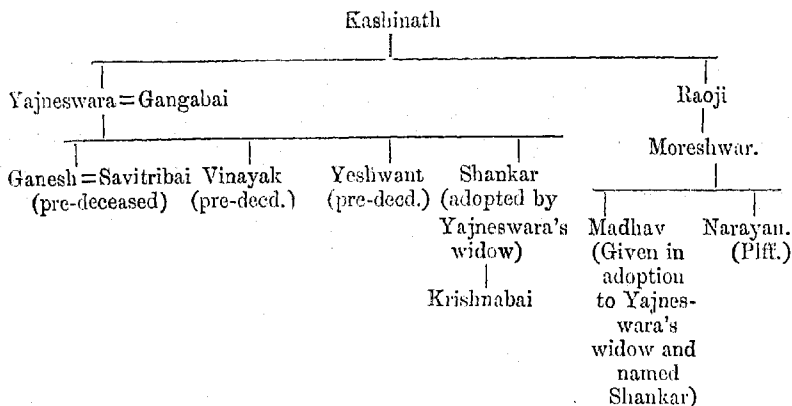 Kashinath
Yajneswara=Gangabai
Raoji
Moreshwar.
Ganesh=Savitribai
(pre-deceased)
Vinayak
(pre-decd.)
Yeshwant
(pre-decd.)
Shankar
(adopted by
Yajneswara's
widow)
Krishnabai
Madhav
(Given in
adoption
to Yajnes-
wara's
widow and
named
Shankar)
Narayan.
(Plff.)